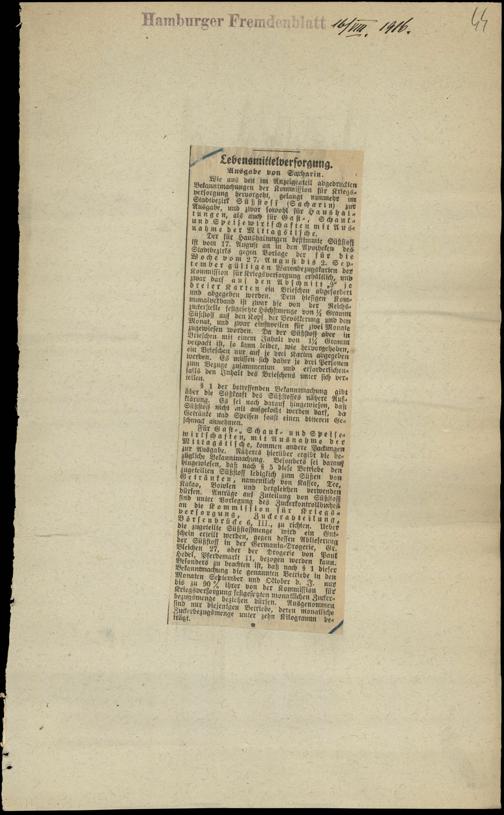 Hamburger Fremdenblatt 16/VIII. 1916.
44
Lebensmittelversorgung.
Ausgabe von Sacharin.
Wie aus den im Anzeigenteil abgedruckten
Bekanntmachungen der Kommission für Kriegs-
versorgung hervorgeht, gelangt nunmehr im
Stadtbezirk Süßstoff (Sacharin) zur
Ausgabe, und zwar sowohl für Haushal-
tungen, als auch für Gast-, Schank-
und Speisewirtschaften mit Aus-
nahme der Mittagstische.
Der für Haushaltungen bestimmte Süßstoff
ist vom 17. August an in den Apotheken des
Stadtbezirks gegen Vorlage der für die
Woche vom 27. August bis 2. Sep-
tember gültigen Warenbezugskarten der
Kommission für Kriegsversorgung erhältlich, und
zwar darf auf den Abschnitt „9“ je
dreier Karten ein Briefchen abgefordert
und abgegeben werden. Dem hiesigen Kom-
munalverband ist zwar die von der Reichs-
zuckerstelle festgesetzte Höchstmenge von ½ Gramm
Süßstoff auf den Kopf der Bevölkerung und den
Monat, und zwar einstweilen für zwei Monate
zugewiesen worden. Da der Süßstoff aber in
Briefchen mit einem Inhalt von 1¼ Gramm
verpackt ist, so kann leider, wie hervorgehoben,
ein Briefchen nur auf je drei Karten abgegeben
werden. Es müssen sich daher je drei Personen
zum Bezuge zusammentun und erforderlichen-
falls den Inhalt des Briefchens unter sich ver-
teilen.
§ 1 der betreffenden Bekanntmachung gibt
über die Süßkraft des Süßstoffes nähere Auf-
klärung. Es sei noch darauf hingewiesen, daß
Süßstoff nicht mit aufgekocht werden darf, da
Getränke und Speisen sonst einen bitteren Ge-
schmack annehmen.
Für Gast-, Schank- und Speise-
wirtschaften, mit Ausnahme der
Mittagstische, kommen andere Packungen
zur Ausgabe. Näheres hierüber ergibt die be-
zügliche Bekanntmachung. Besonders sei darauf
hingewiesen, daß nach § 5 diese Betriebe den
zugeteilten Süßstoff lediglich zum Süßen von
Getränken, namentlich von Kaffee, Tee,
Kakao, Bowlen und dergleichen verwenden
dürfen. Anträge auf Zuteilung von Süßstoff
sind unter Vorlegung des Zuckerkontrollbuches
an die Kommission für Kriegs-
versorgung, Zuckerabteilung,
Börsenbrücke 6, III., zu richten. Ueber
die zugeteilte Süßstoffmenge wird ein Gut-
schein erteilt werden, gegen dessen Ablieferung
der Süßstoff in der Germania-Drogerie, Gr.
Bleichen 27, oder der Drogerie von Paul
Hebel, Pferdemarkt 11, bezogen werden kann.
Besonders zu beachten ist, daß nach § 1 dieser
Bekanntmachung die genannten Betriebe in den
Monaten September und Oktober d. J. nur
bis zu 90 % ihrer von der Kommission für
Kriegsversorgung festgesetzten monatlichen Zucker-
bezugsmenge beziehen dürfen. Ausgenommen
sind nur diejenigen Betriebe, deren monatliche
Zuckerbezugsmenge unter zehn Kilogramm be-
trägt.